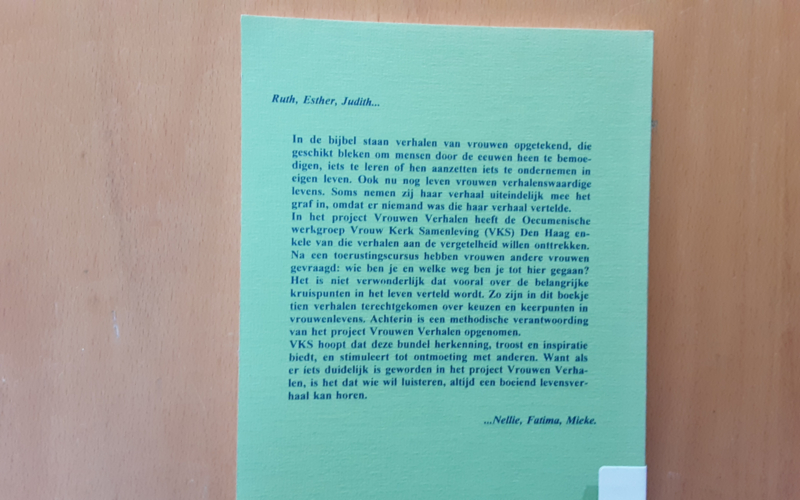 Ruth, Esther, Judith...
In de bijbel staan verhalen van vrouwen opgetekend, die
geschikt bleken om mensen door de eeuwen heen te bemoe-
digen, iets te leren of hen aanzetten iets te ondernemen in
eigen leven. Ook nu nog leven vrouwen verhalenswaardige
levens. Soms nemen zij haar verhaal uiteindelijk mee het
graf in, omdat er niemand was die haar verhaal vertelde.
In het project Vrouwen Verhalen heeft de Oecumenische
werkgroep Vrouw Kerk Samenleving (VKS) Den Haag en-
kele van die verhalen aan de vergetelheid willen onttrekken.
Na een toerustingscursus hebben vrouwen andere vrouwen
gevraagd: wie ben je en welke weg ben je tot hier gegaan?
Het is niet verwonderlijk dat vooral over de belangrijke
kruispunten in het leven verteld wordt. Zo zijn in dit boekje
tien verhalen terechtgekomen over keuzen en keerpunten in
vrouwenlevens. Achterin is een methodische verantwoording
van het project Vrouwen Verhalen opgenomen.
VKS hoopt dat deze bundel herkenning, troost en inspiratie
biedt, en stimuleert tot ontmoeting met anderen. Want als
er iets duidelijk is geworden in het project Vrouwen Verha-
len, is het dat wie wil luisteren, altijd een boeiend levensver-
haal kan horen.
...Nellie, Fatima, Mieke.